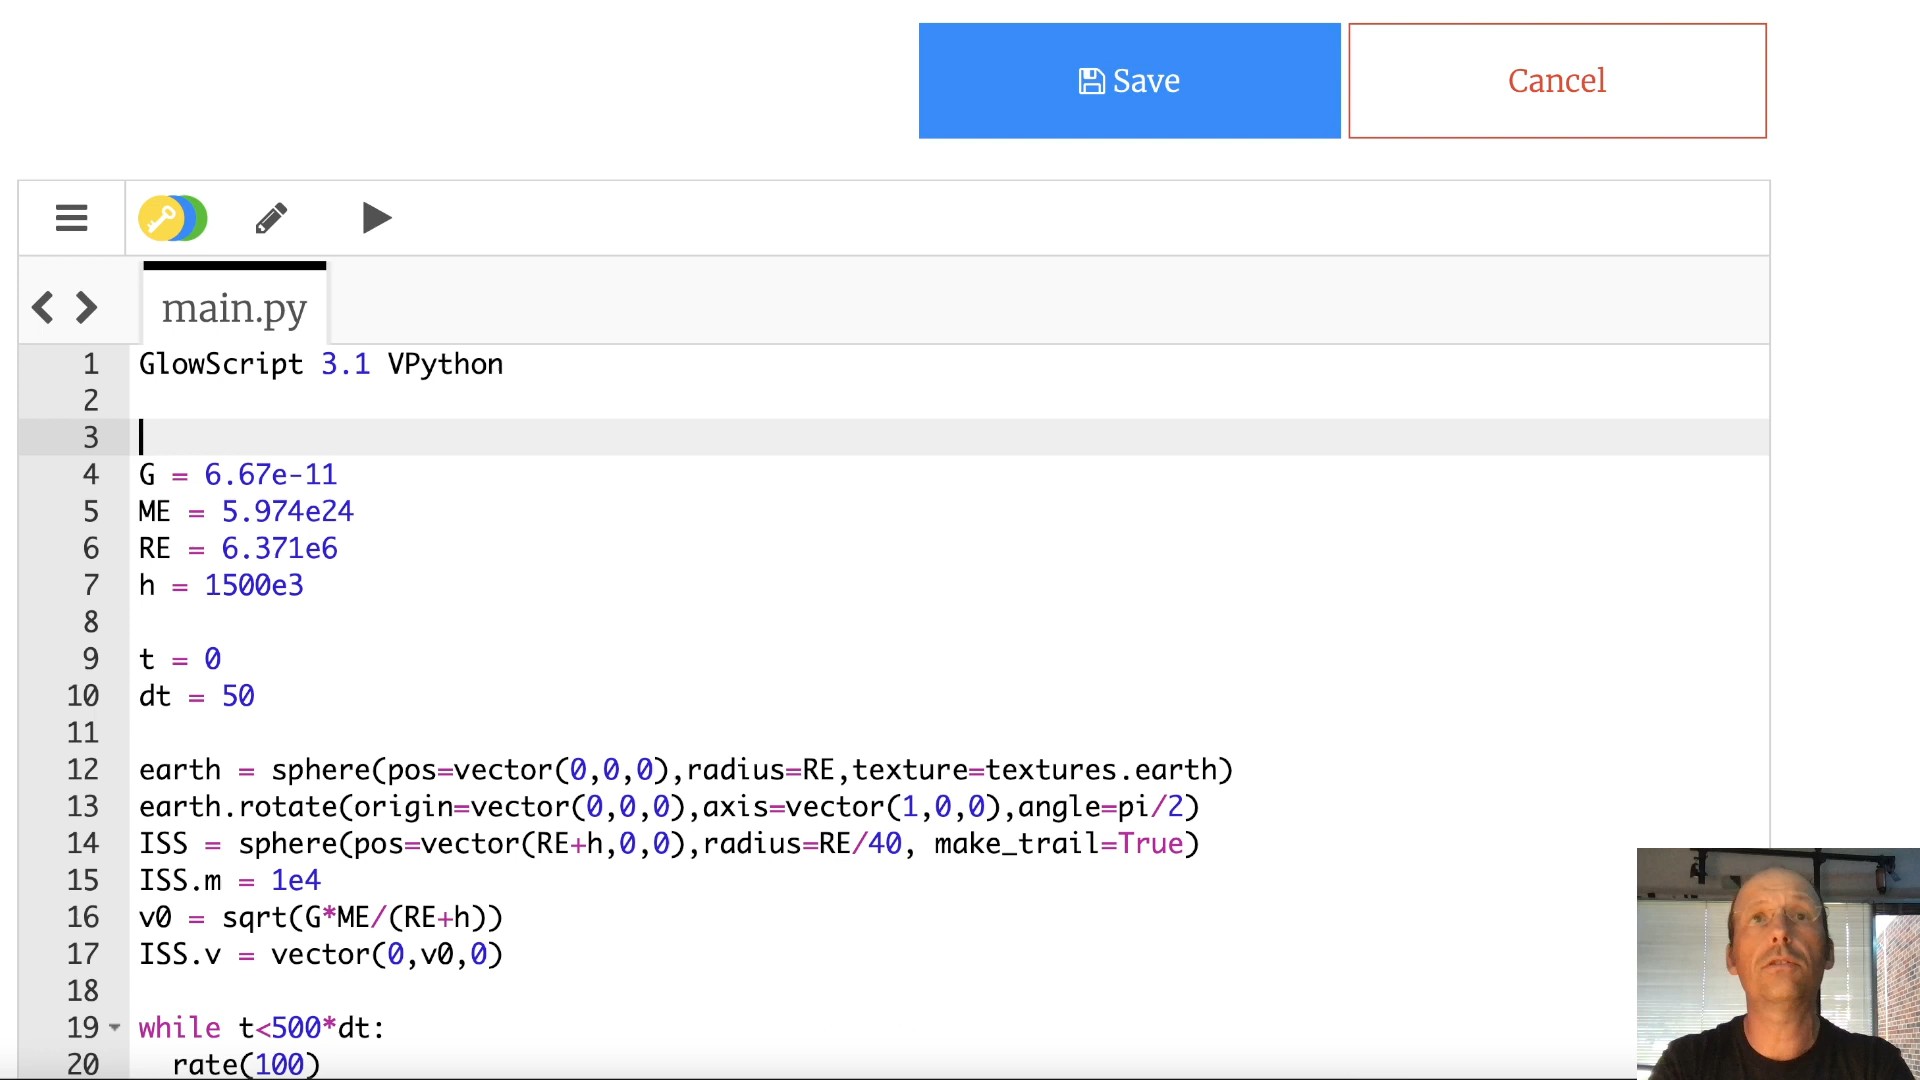 Save
Cancel
main.py
1 GlowScript 3.1 VPython
2
3
4 G = 6.67e-11
5 ME = 5.974e24
6 RE = 6.371e6
7 h = 1500e3
8
9 t = 0
10 dt = 50
11
12 earth = sphere(pos=vector(0,0,0),radius=RE,texture=textures.earth)
13 earth.rotate(origin=vector(0,0,0),axis=vector(1,0,0),angle=pi/2)
14 ISS = sphere(pos=vector(RE+h,0,0),radius=RE/40, make_trail=True)
15 ISS.m = 1e4
16 v0 = sqrt(G*ME/(RE+h))
17 ISS.v = vector(0,v0,0)
18
19 while t<500*dt:
20   rate(100)